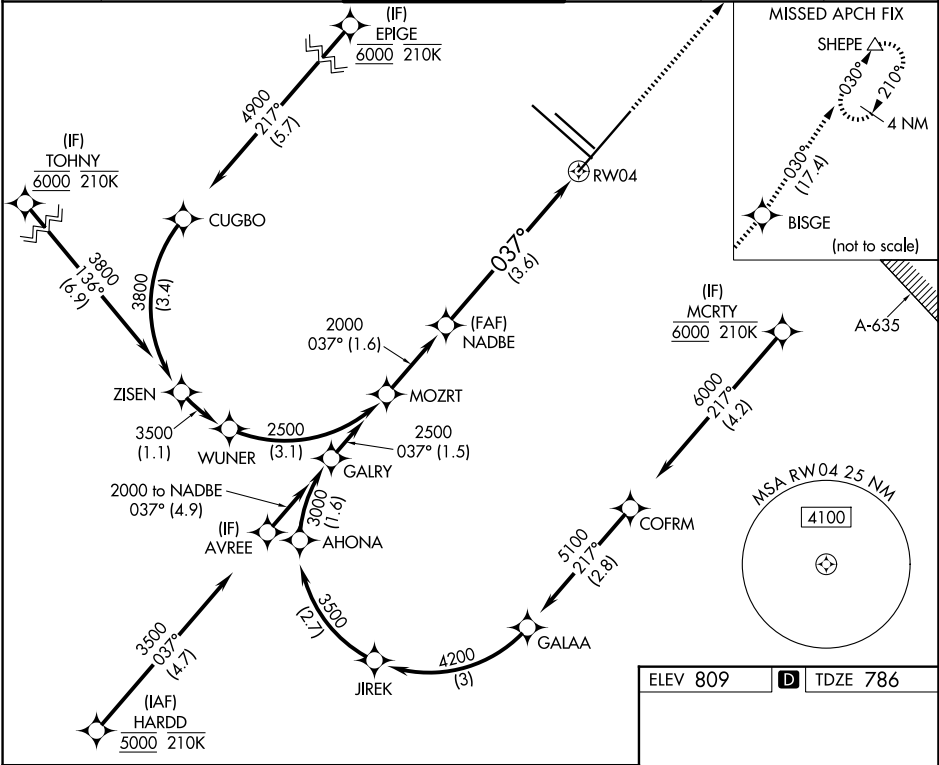 (IF)
EPIGE
6000 210K
4900
217°
(5.7)
(IF)
TOHNY
6000 210K
3800
136°
(6.9)
CUGBO
3800
(3.4)
ZISEN
3500
(1.1)
WUNER
2500
(3.1)
MOZRT
2000
037° (1.6)
(FAF)
NADBE
037°
(3.6)
RW04
GALRY
2500
037° (1.5)
2000 to NADBE
037° (4.9)
(IF)
AVREE
3000
(1.6)
AHONA
3500
(2.7)
JIREK
4200
(3)
GALAA
5100
217°
(2.8)
COFRM
6000
217°
(4.2)
(IF)
MCRTY
6000 210K
3500
037°
(4.7)
(IAF)
HARDD
5000 210K
MISSED APCH FIX
SHEPE
030°
210°
4 NM
030°
(17.4)
BISGE
(not to scale)
A-635
MSA RW04 25 NM
4100
ELEV 809 D TDZE 786